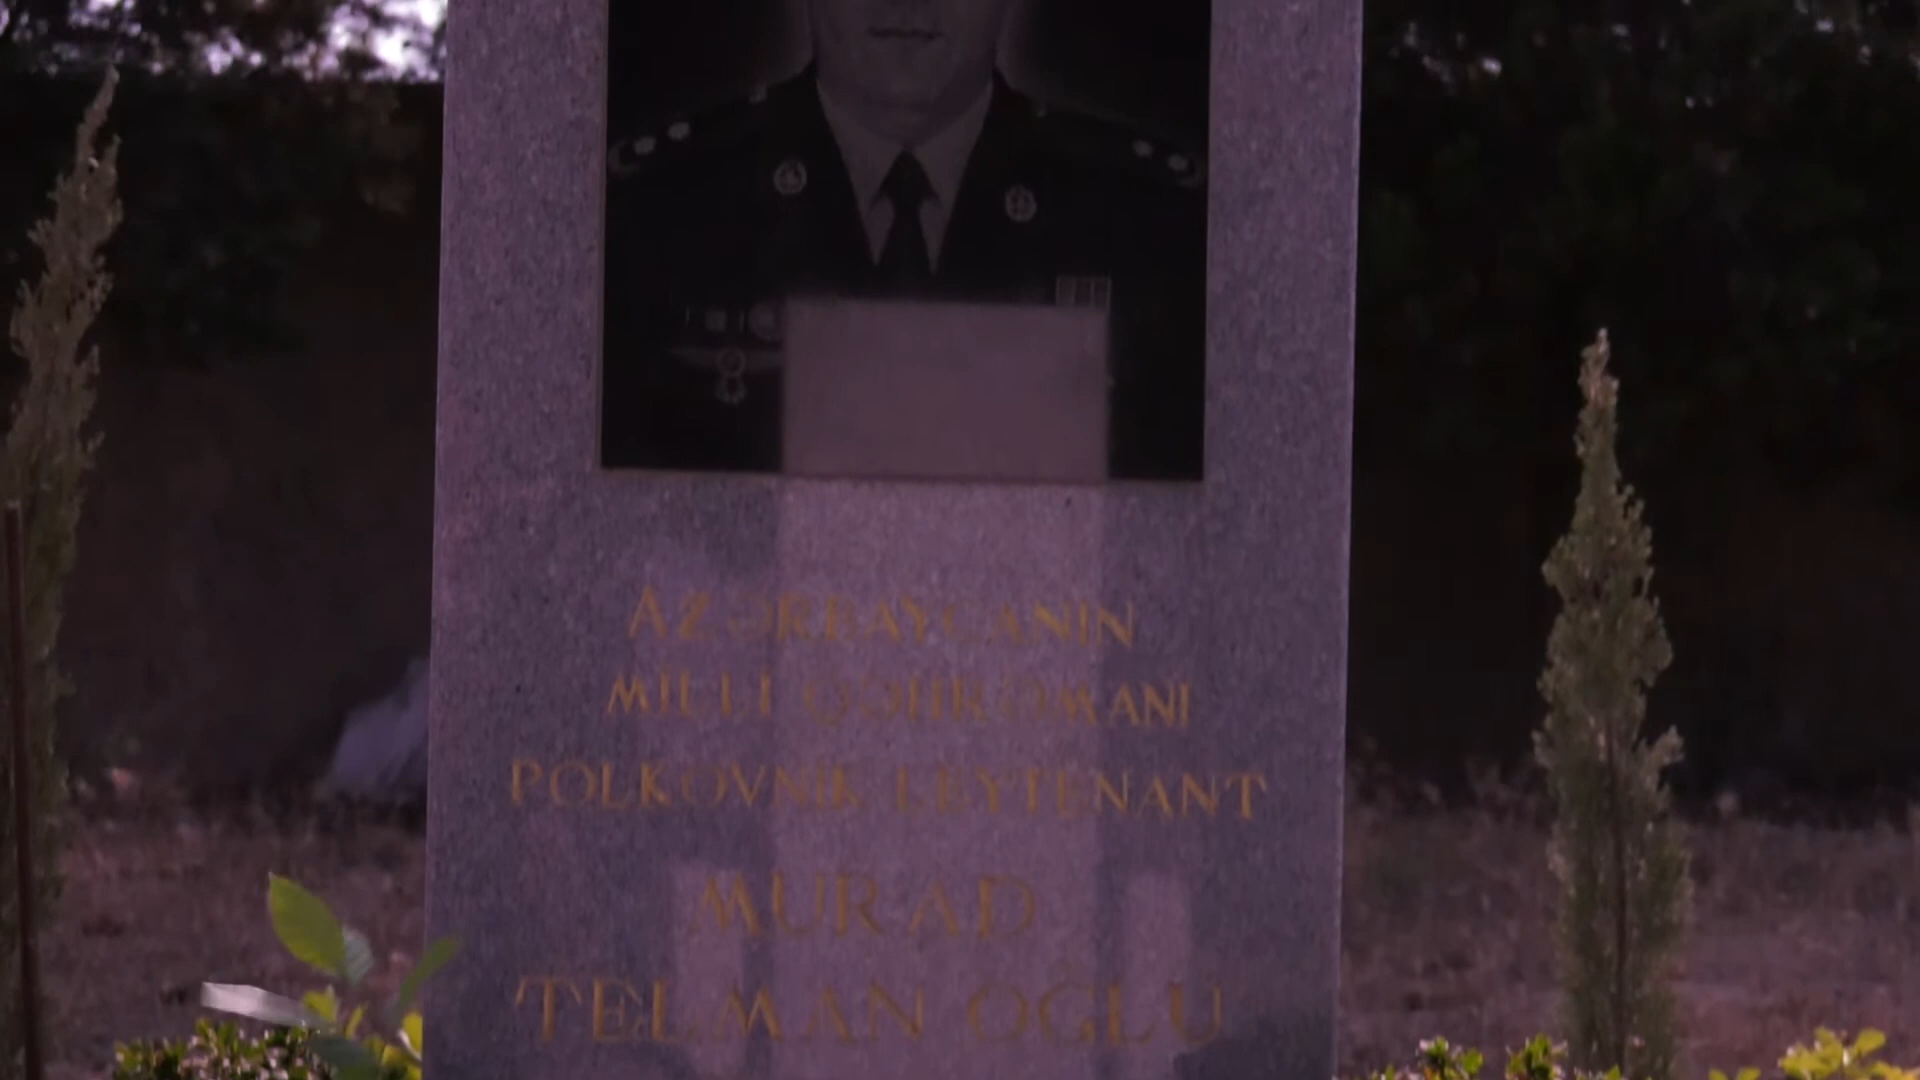 AZƏRBAYCANIN
MİLLİ QƏHRƏMANI
POLKOVNİK LEYTENANT
MURAD
TELMAN OĞLU